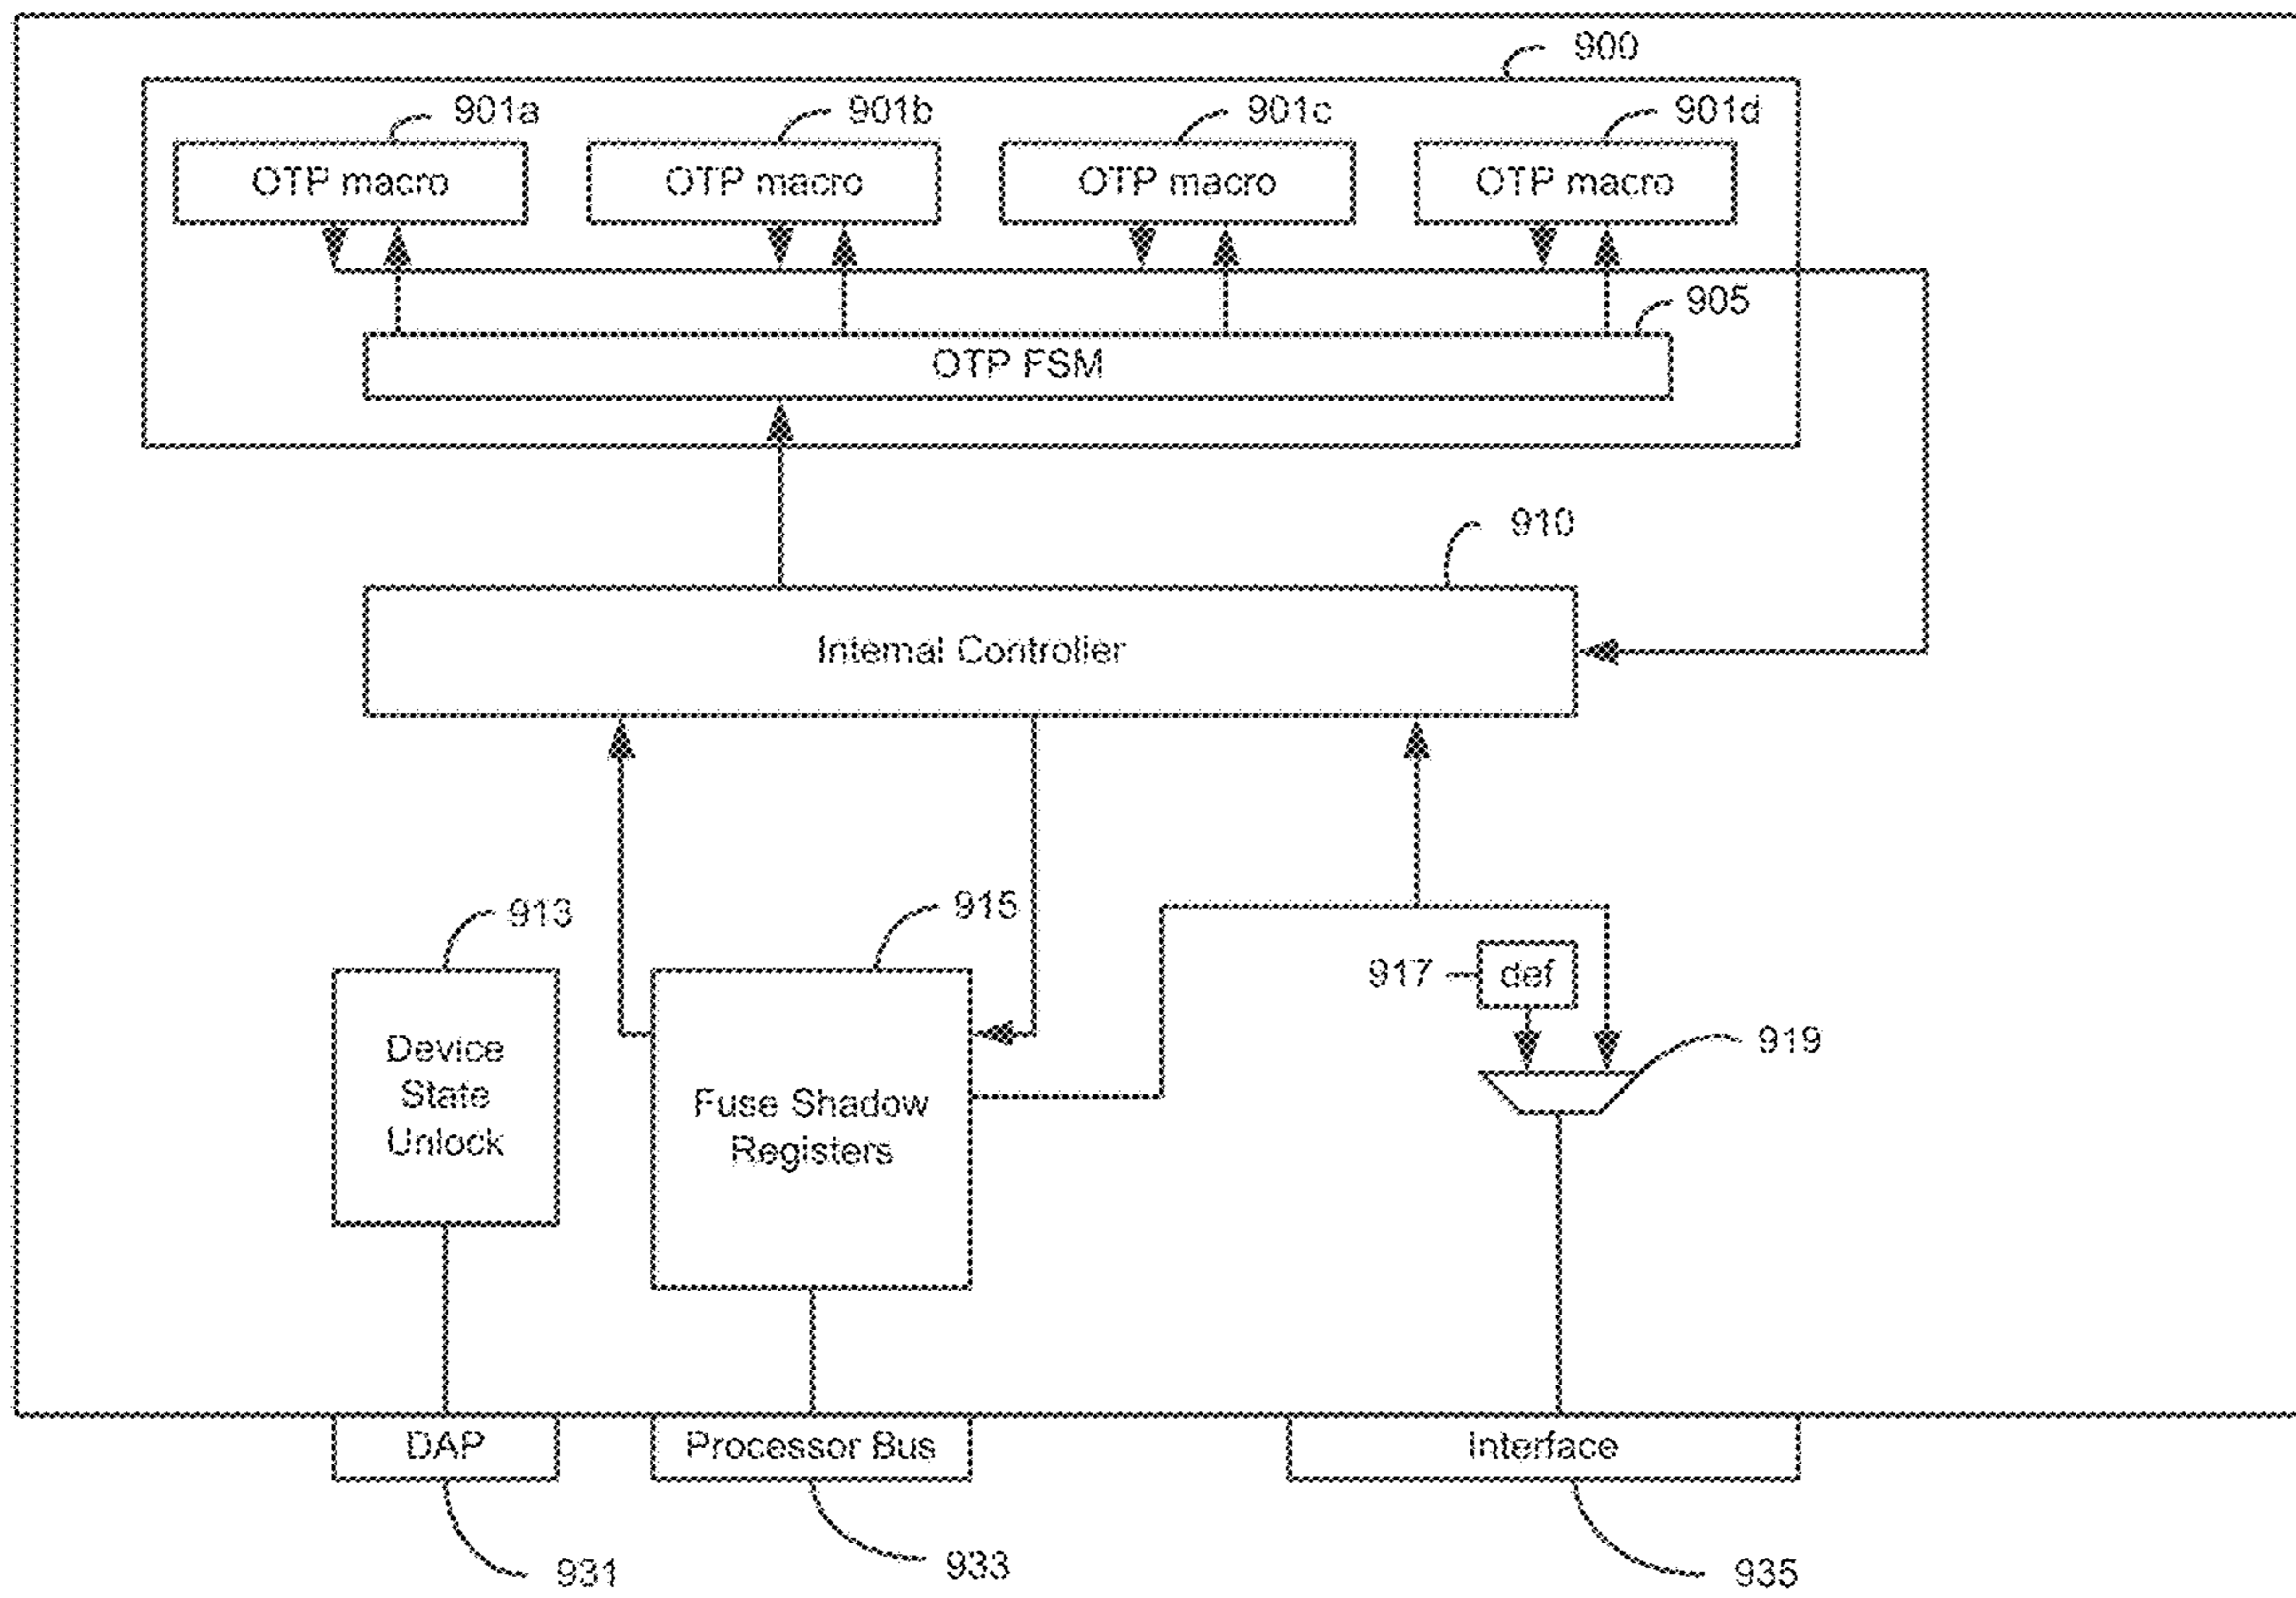 900
901a
901b
901c
901d
OTP macro
OTP macro
OTP macro
OTP macro
905
OTP FSM
910
Internal Controller
913
915
917
def
919
Device
State
Unlock
Fuse Shadow
Registers
DAP
Processor Bus
Interface
931
933
935